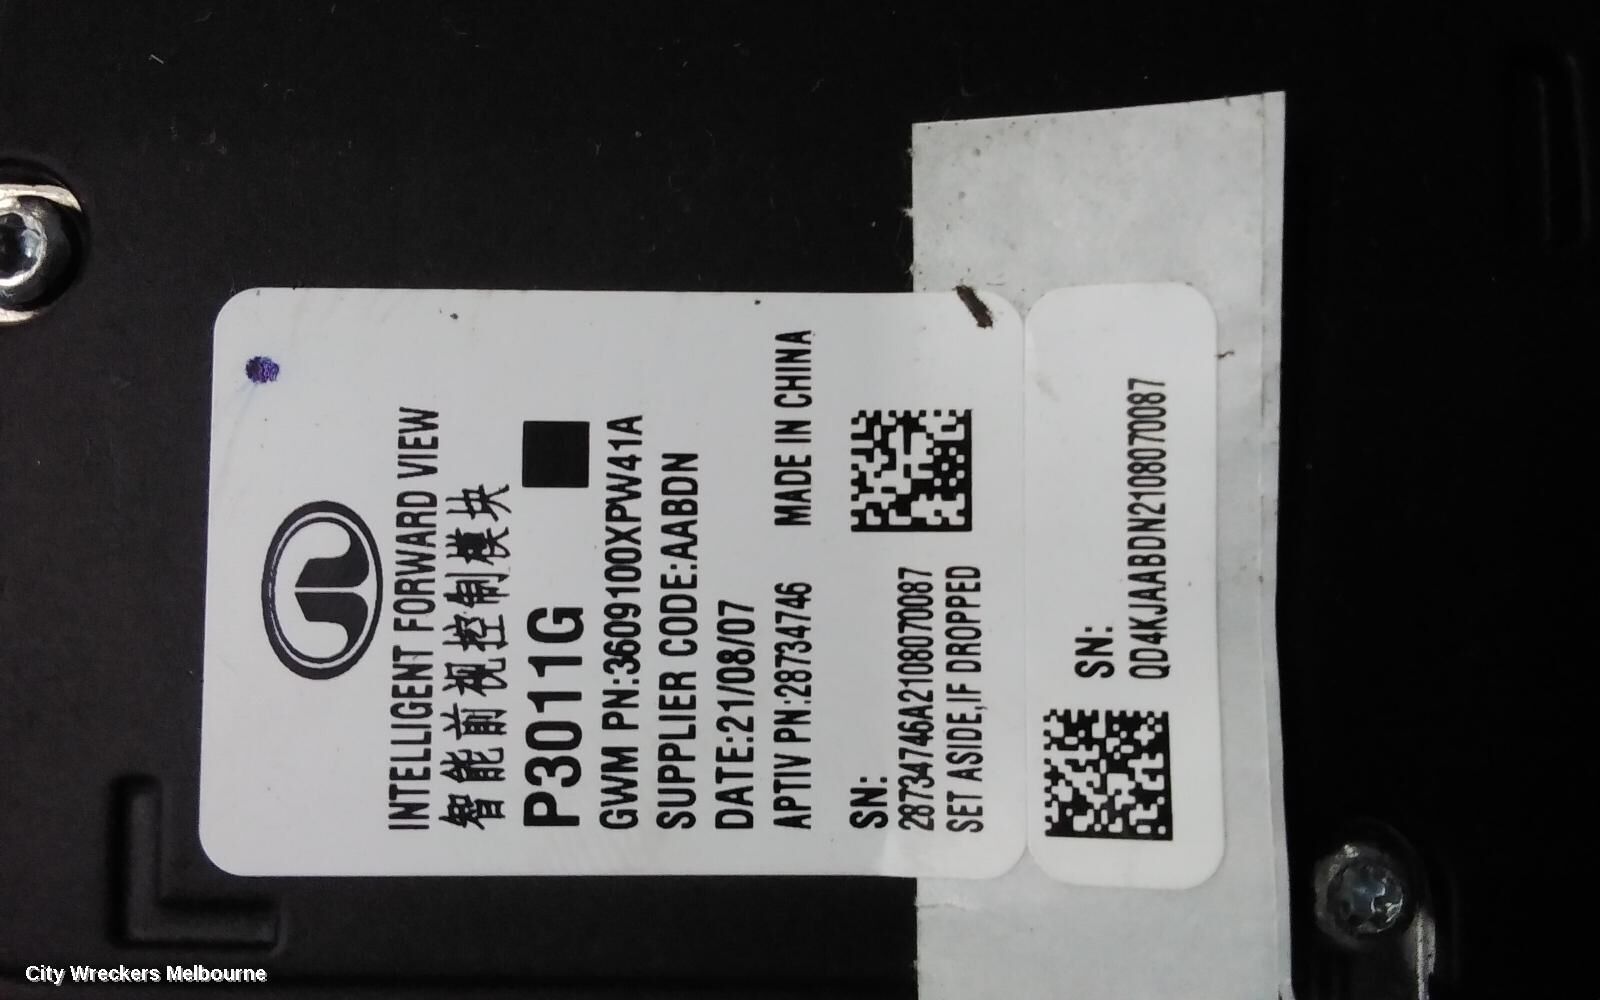 INTELLIGENT FORWARD VIEW
智能前视控制模块
P3011G
GWM PN:3609100XPW41A
SUPPLIER CODE:AABDN
DATE:21/08/07
APTIV PN:28734746 MADE IN CHINA
SN:
28734746A210807​0087
SET ASIDE,IF DROPPED
SN:
QD4KJAABDN2108070087
City Wreckers Melbourne